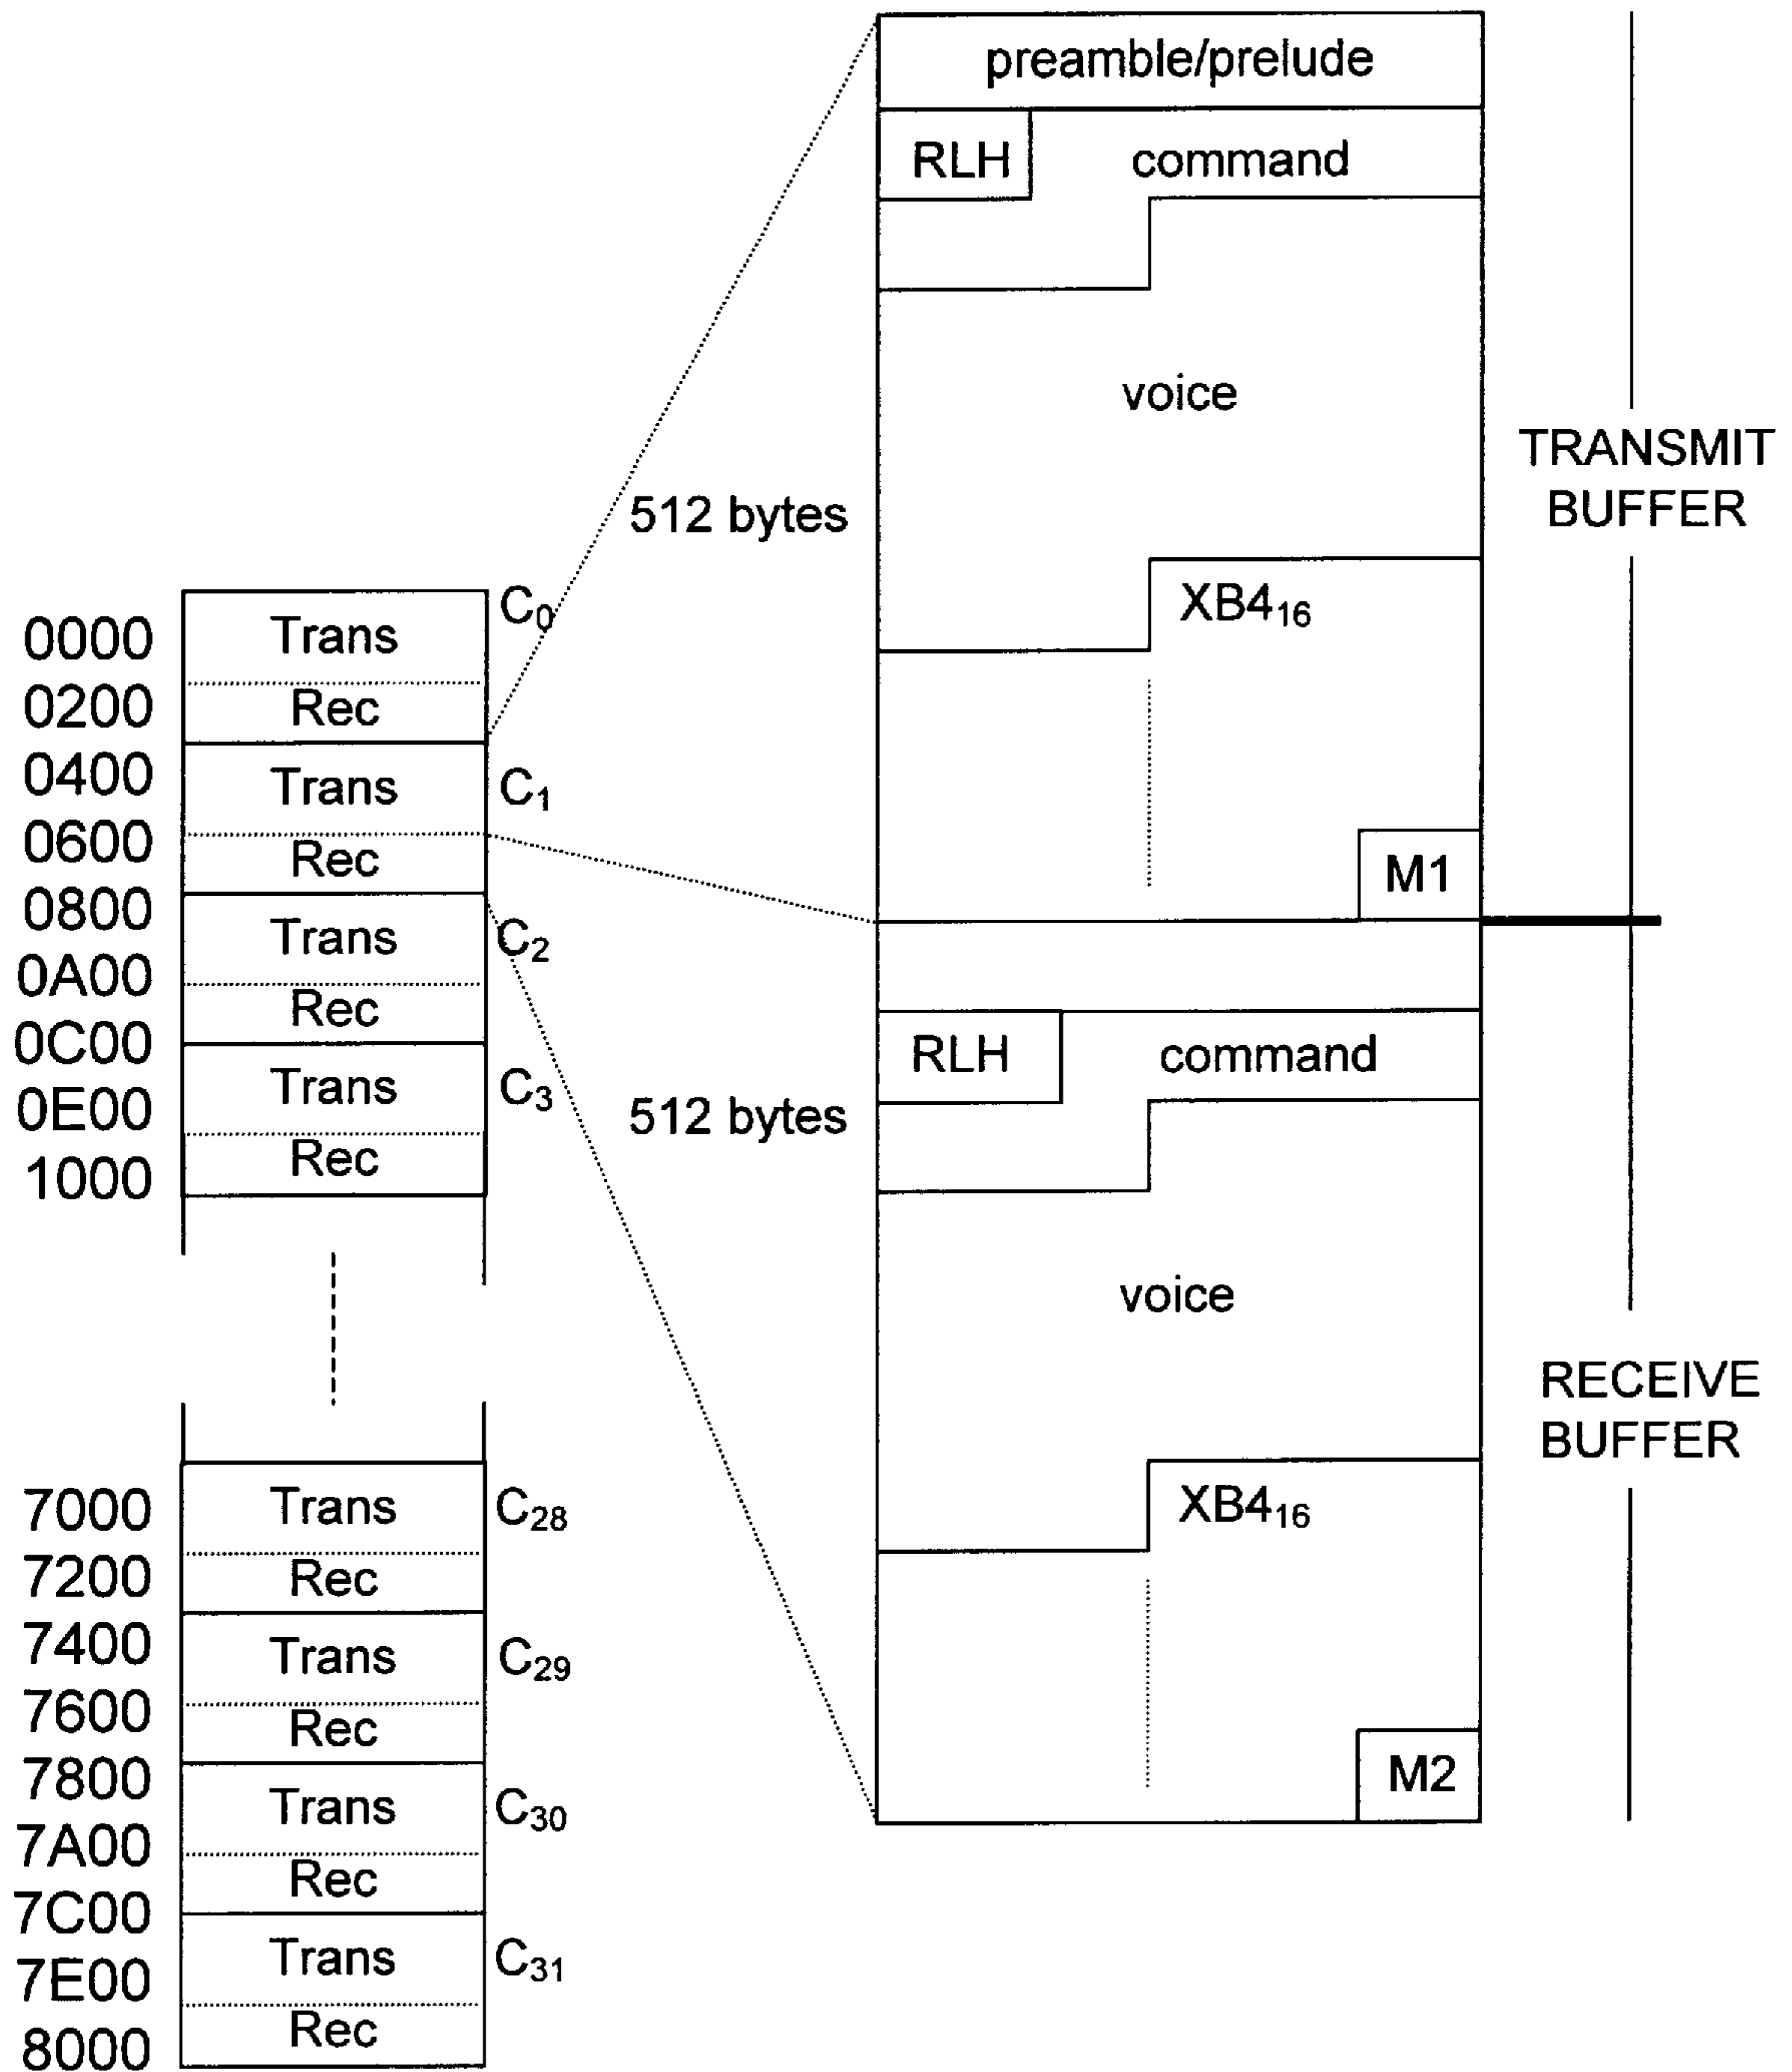 preamble/prelude
RLH command
voice
512 bytes
TRANSMIT
BUFFER
XB4₁₆
M1
RLH command
512 bytes
voice
RECEIVE
BUFFER
XB4₁₆
M2
0000 Trans C₀
0200 Rec
0400 Trans C₁
0600 Rec
0800 Trans C₂
0A00 Rec
0C00 Trans C₃
0E00 Rec
1000
7000 Trans C₂₈
7200 Rec
7400 Trans C₂₉
7600 Rec
7800 Trans C₃₀
7A00 Rec
7C00 Trans C₃₁
7E00 Rec
8000